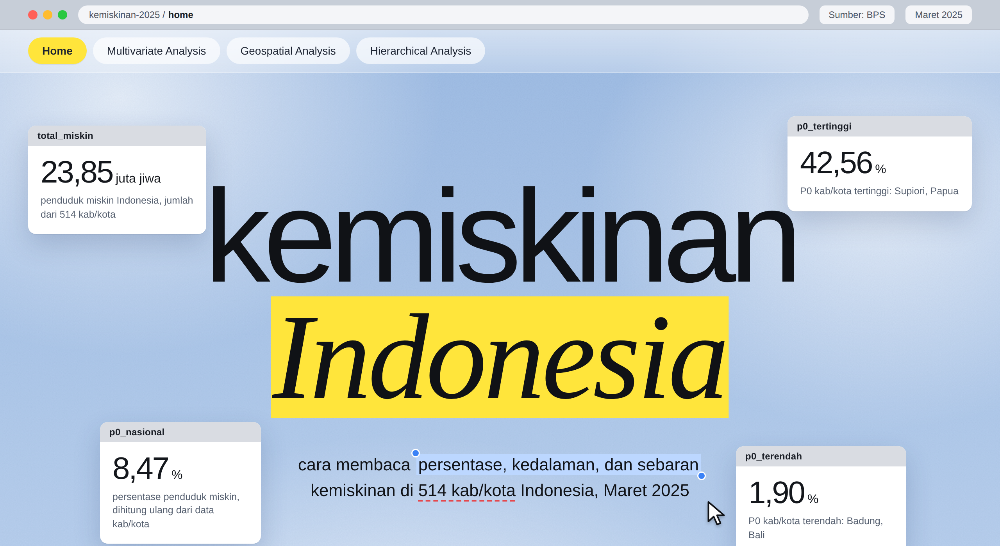 kemiskinan-2025 / home
Sumber: BPS
Maret 2025
Home
Multivariate Analysis
Geospatial Analysis
Hierarchical Analysis
total_miskin
23,85 juta jiwa
penduduk miskin Indonesia, jumlah
dari 514 kab/kota
p0_tertinggi
42,56 %
P0 kab/kota tertinggi: Supiori, Papua
kemiskinan
Indonesia
p0_nasional
8,47 %
persentase penduduk miskin,
dihitung ulang dari data
kab/kota
cara membaca persentase, kedalaman, dan sebaran
kemiskinan di 514 kab/kota Indonesia, Maret 2025
p0_terendah
1,90 %
P0 kab/kota terendah: Badung,
Bali